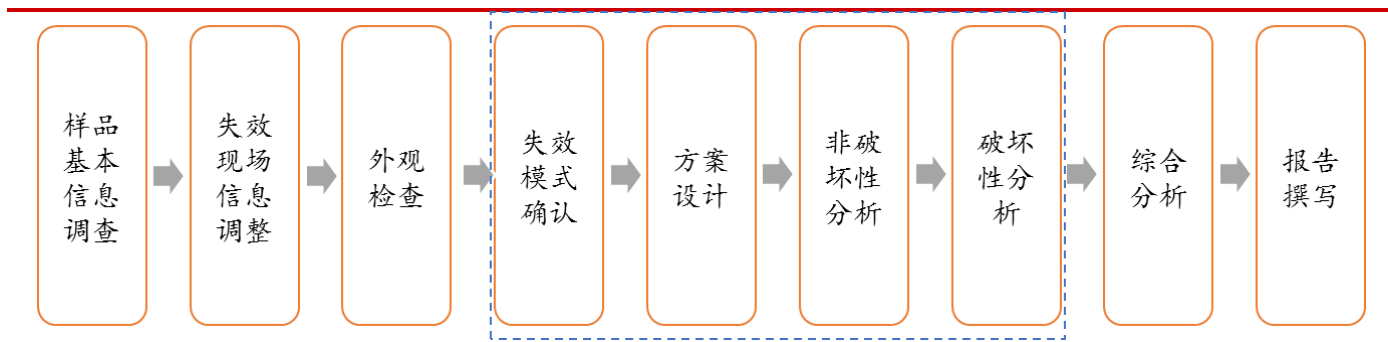 样品
基本
信息
调查
失效
现场
信息
调整
外观
检查
失效
模式
确认
方案
设计
非破
坏性
分析
破坏
性分
析
综合
分析
报告
撰写